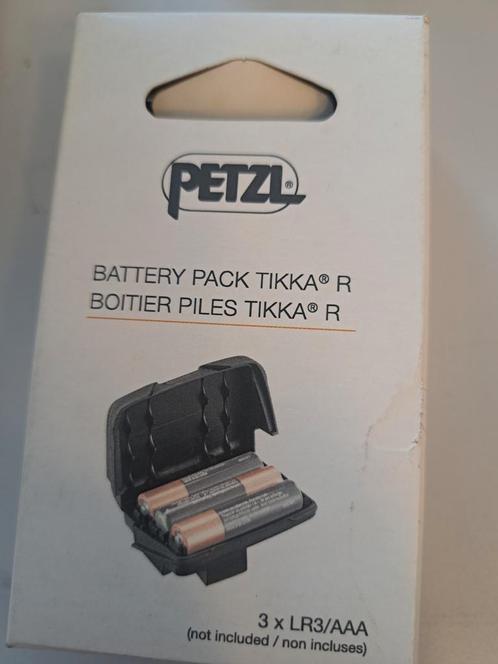 PETZL®
BATTERY PACK TIKKA® R
BOITIER PILES TIKKA® R
3 x LR3/AAA
(not included / non incluses)